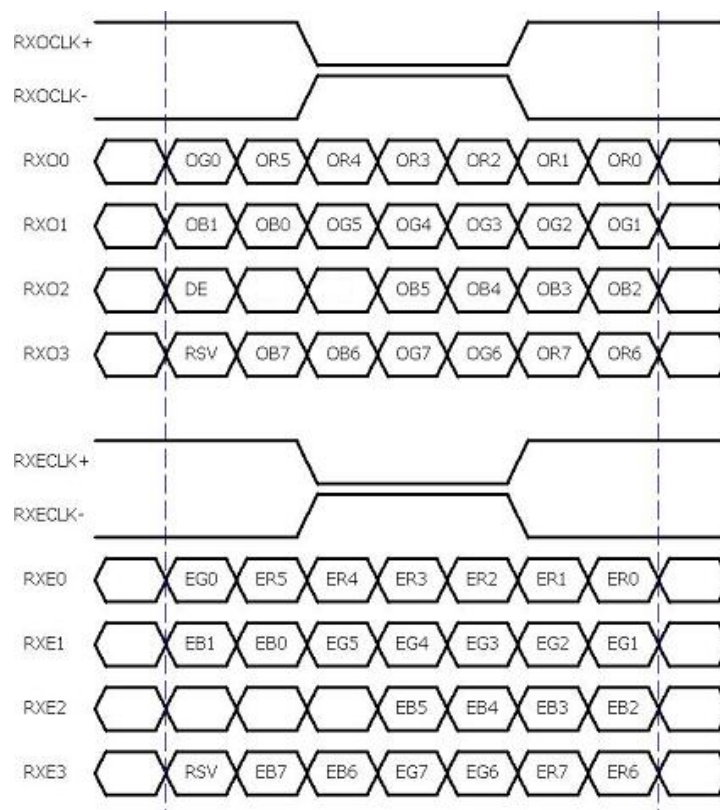 RXOCLK+
RXOCLK-
RXO0 OG0 OR5 OR4 OR3 OR2 OR1 OR0
RXO1 OB1 OB0 OG5 OG4 OG3 OG2 OG1
RXO2 DE OB5 OB4 OB3 OB2
RXO3 RSV OB7 OB6 OG7 OG6 OR7 OR6
RXECLK+
RXECLK-
RXE0 EG0 ER5 ER4 ER3 ER2 ER1 ER0
RXE1 EB1 EB0 EG5 EG4 EG3 EG2 EG1
RXE2 EB5 EB4 EB3 EB2
RXE3 RSV EB7 EB6 EG7 EG6 ER7 ER6